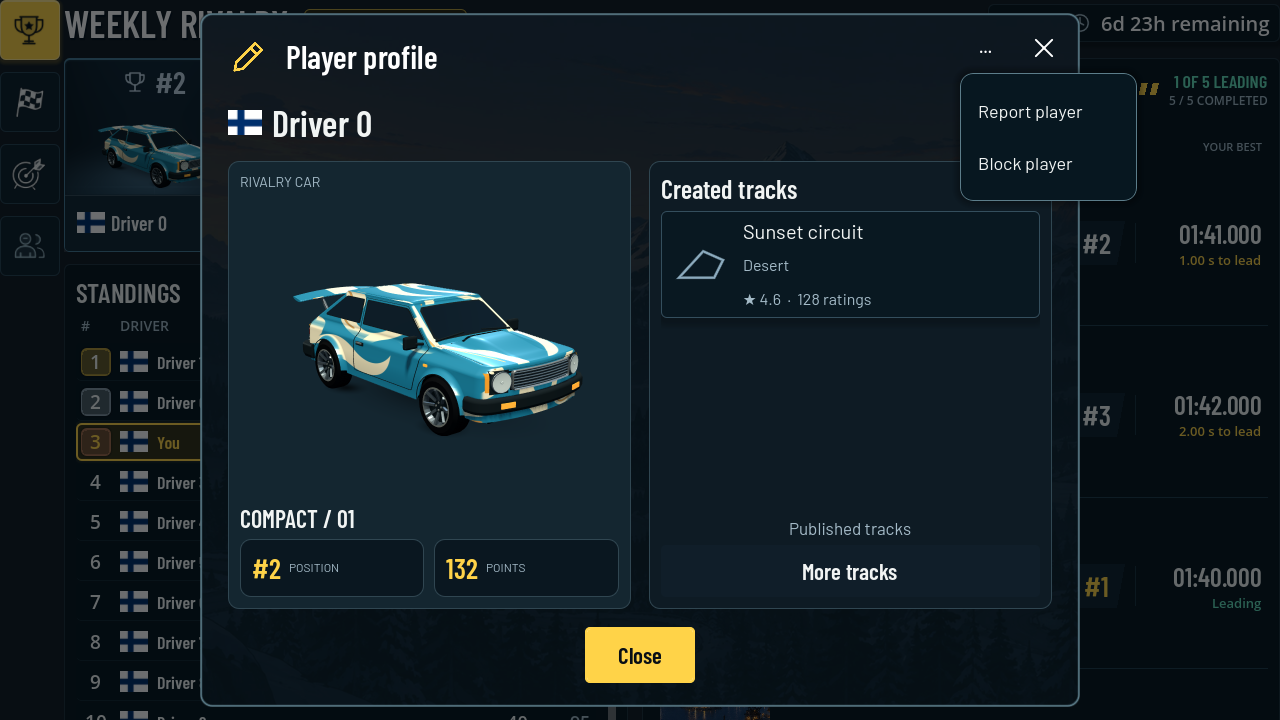 WEEKLY
6d 23h remaining
Player profile
...
#2
Report player
Block player
1 OF 5 LEADING
5 / 5 COMPLETED
YOUR BEST
Driver 0
RIVALRY CAR
Created tracks
Sunset circuit
Desert
★ 4.6 · 128 ratings
Driver 0
#2
01:41.000
1.00 s to lead
STANDINGS
# DRIVER
1 Driver
2 Driver
3 You
4 Driver
5 Driver
6 Driver
7 Driver
8 Driver
9 Driver
#3
01:42.000
2.00 s to lead
COMPACT / 01
#2 POSITION
132 POINTS
Published tracks
More tracks
#1
01:40.000
Leading
Close